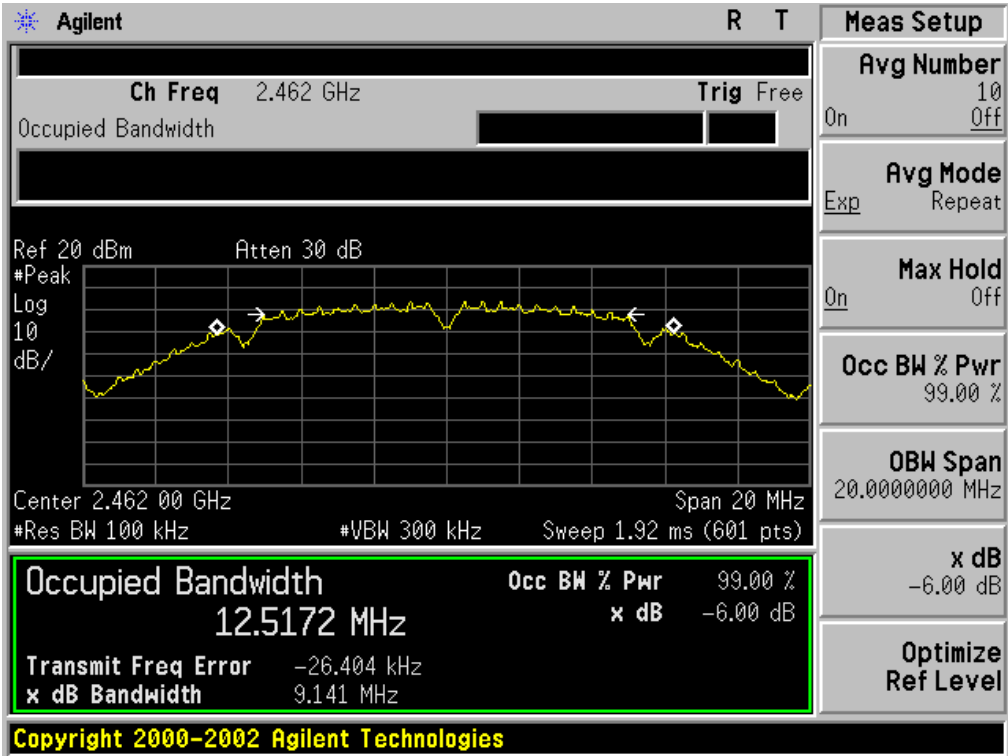 Agilent R T
Ch Freq 2.462 GHz Trig Free
Occupied Bandwidth
Ref 20 dBm Atten 30 dB
#Peak
Log
10
dB/
Center 2.462 00 GHz Span 20 MHz
#Res BW 100 kHz #VBW 300 kHz Sweep 1.92 ms (601 pts)
Occupied Bandwidth Occ BW % Pwr 99.00 %
12.5172 MHz x dB -6.00 dB
Transmit Freq Error -26.404 kHz
x dB Bandwidth 9.141 MHz
Copyright 2000-2002 Agilent Technologies
Meas Setup
Avg Number
10
On Off
Avg Mode
Exp Repeat
Max Hold
On Off
Occ BW % Pwr
99.00 %
OBW Span
20.0000000 MHz
x dB
-6.00 dB
Optimize
Ref Level